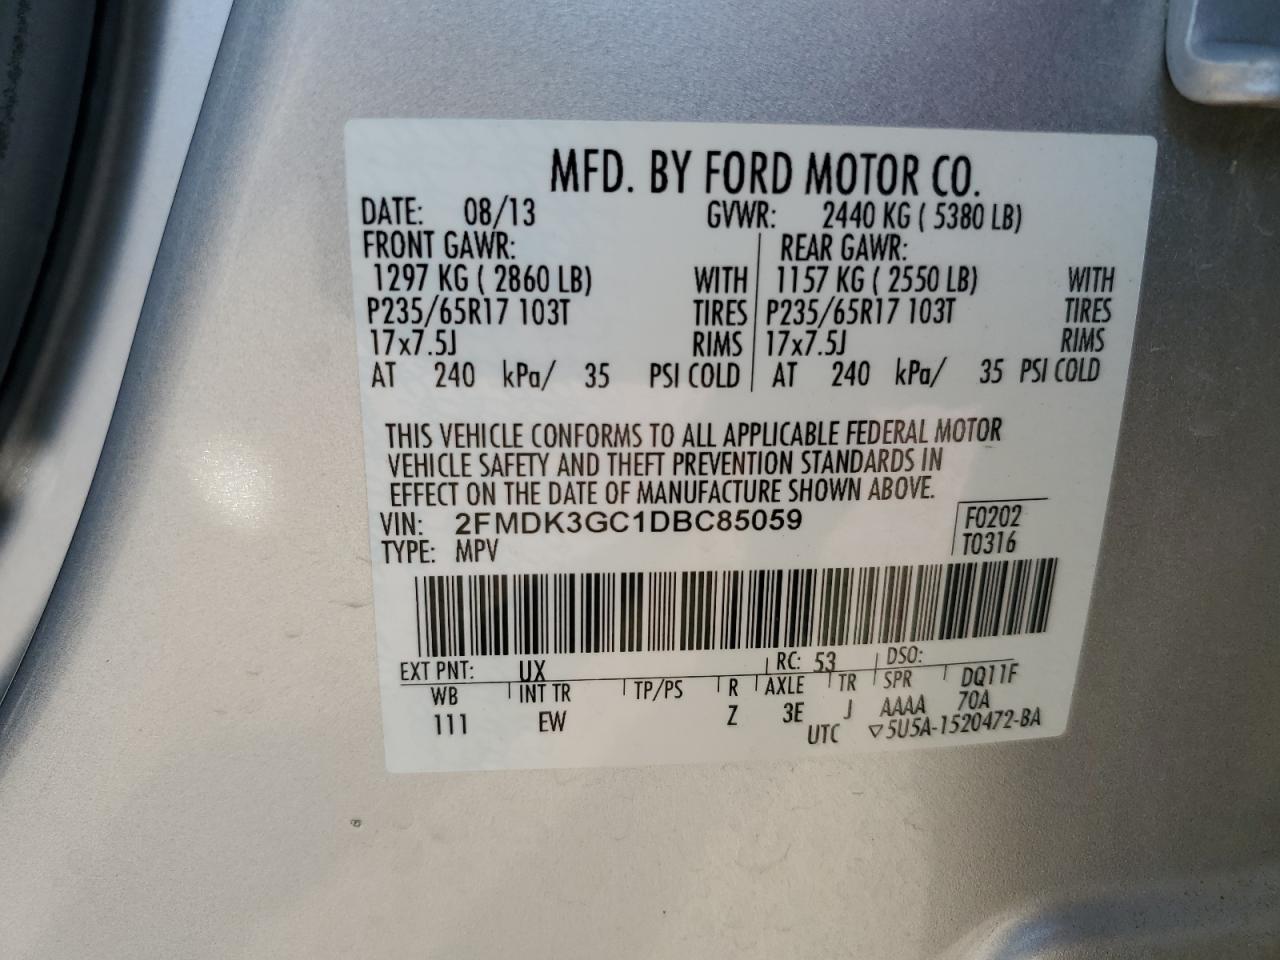 MFD. BY FORD MOTOR CO.
DATE: 08/13 GVWR: 2440 KG ( 5380 LB)
FRONT GAWR: REAR GAWR:
1297 KG ( 2860 LB) WITH 1157 KG ( 2550 LB) WITH
P235/65R17 103T TIRES P235/65R17 103T TIRES
17x7.5J RIMS 17x7.5J RIMS
AT 240 kPa/ 35 PSI COLD AT 240 kPa/ 35 PSI COLD
THIS VEHICLE CONFORMS TO ALL APPLICABLE FEDERAL MOTOR
VEHICLE SAFETY AND THEFT PREVENTION STANDARDS IN
EFFECT ON THE DATE OF MANUFACTURE SHOWN ABOVE.
VIN: 2FMDK3GC1DBC85059 F0202
TYPE: MPV T0316
EXT PNT: UX RC: 53 DSO:
WB INT TR TP/PS R AXLE TR SPR DQ11F
111 EW Z 3E J AAAA 70A
UTC ▽5U5A-1520472-BA